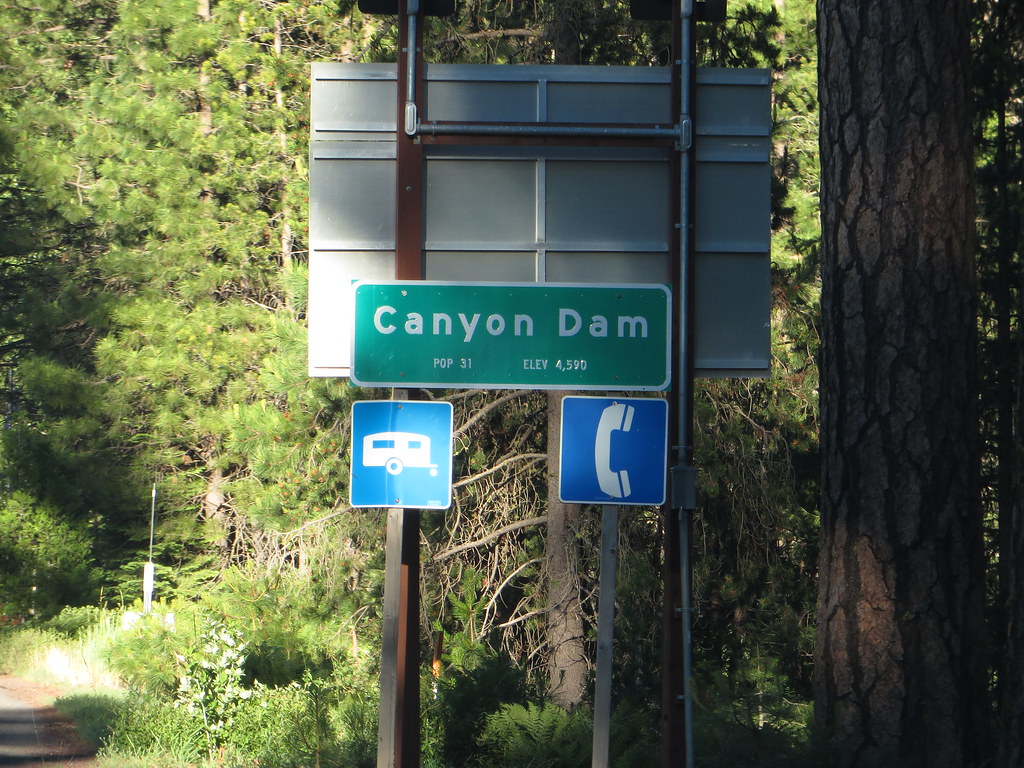 Canyon Dam
POP 31 ELEV 4,590